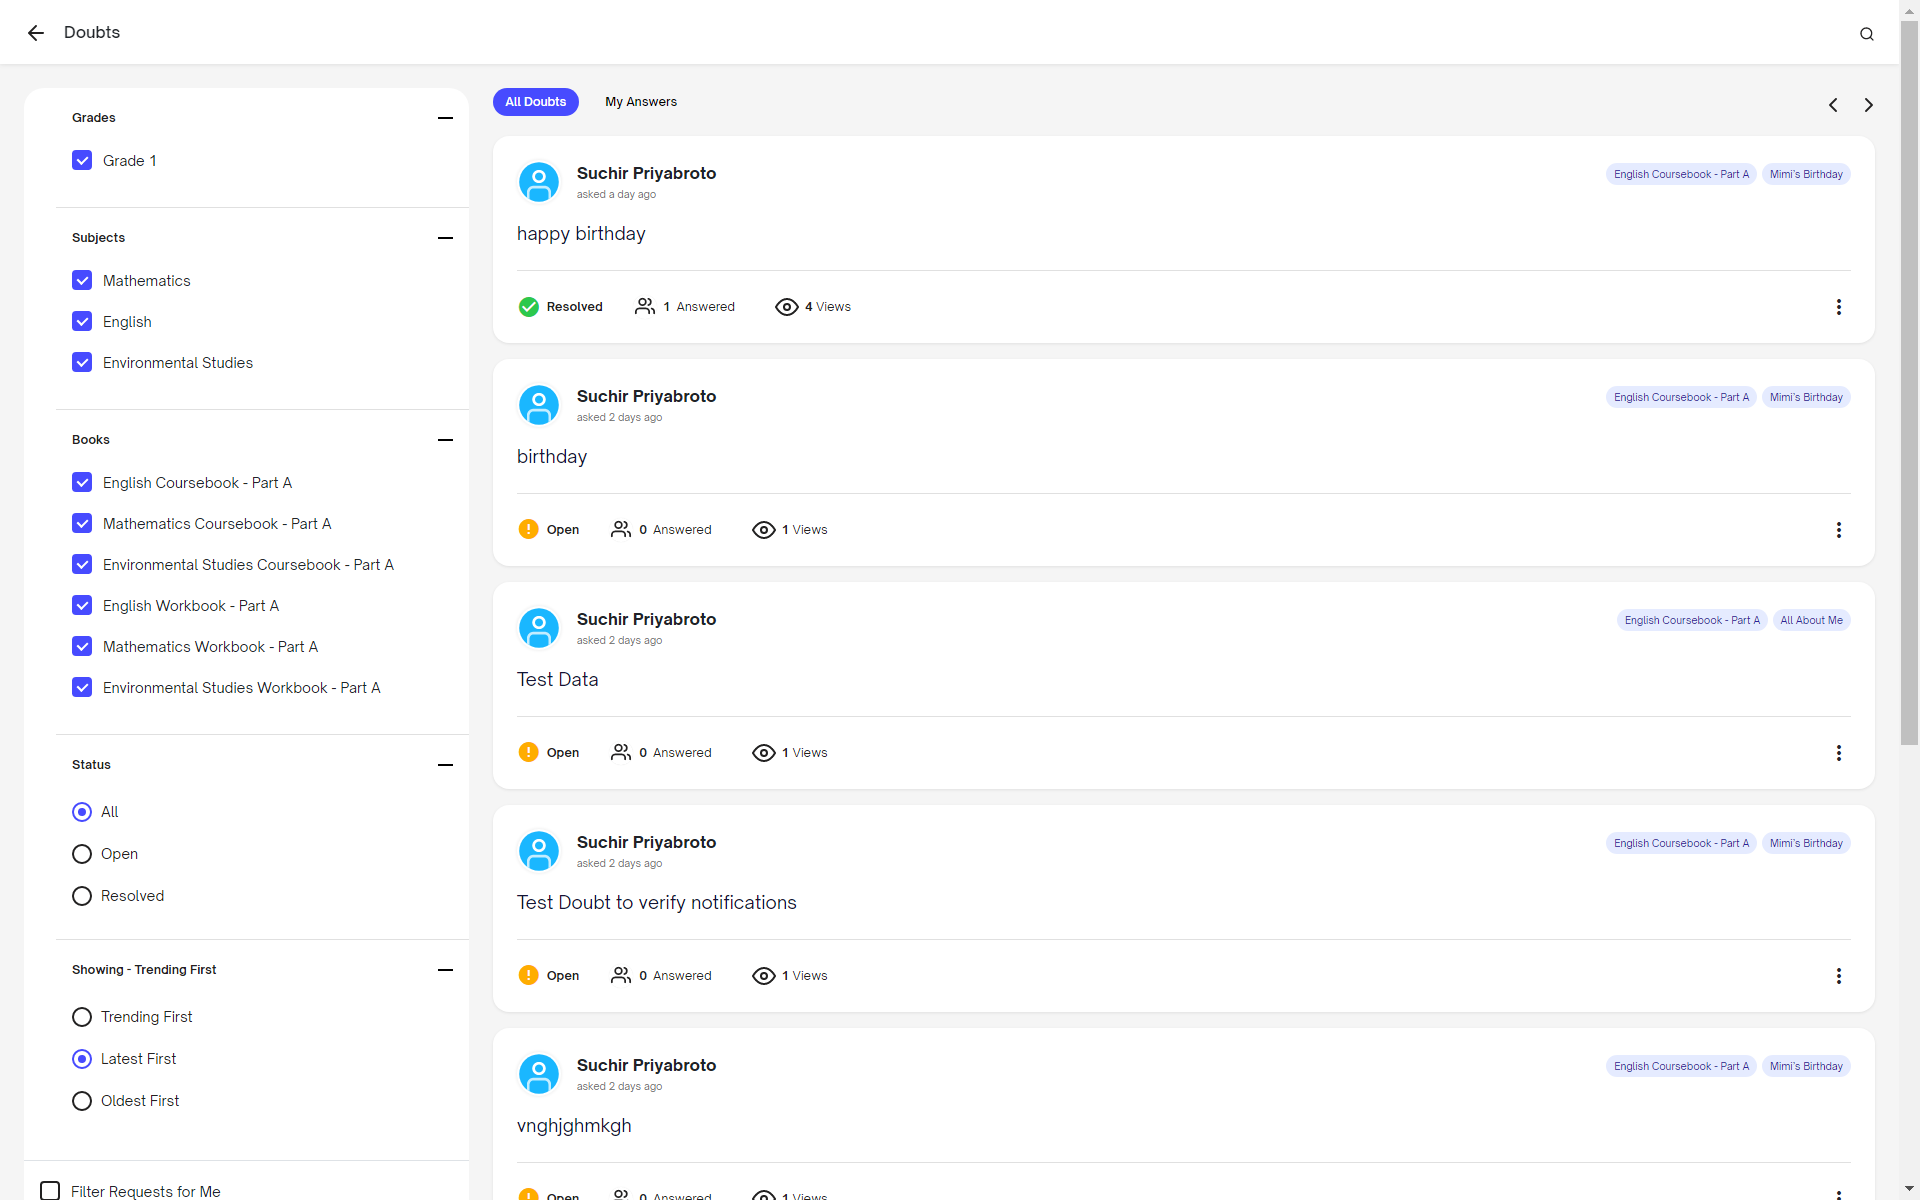 Doubts
Grades
Grade 1
Subjects
Mathematics
English
Environmental Studies
Books
English Coursebook - Part A
Mathematics Coursebook - Part A
Environmental Studies Coursebook - Part A
English Workbook - Part A
Mathematics Workbook - Part A
Environmental Studies Workbook - Part A
Status
All
Open
Resolved
Showing - Trending First
Trending First
Latest First
Oldest First
Filter Requests for Me
All Doubts My Answers
Suchir Priyabroto English Coursebook - Part A Mimi's Birthday
asked a day ago
happy birthday
Resolved 1 Answered 4 Views
Suchir Priyabroto English Coursebook - Part A Mimi's Birthday
asked 2 days ago
birthday
Open 0 Answered 1 Views
Suchir Priyabroto English Coursebook - Part A All About Me
asked 2 days ago
Test Data
Open 0 Answered 1 Views
Suchir Priyabroto English Coursebook - Part A Mimi's Birthday
asked 2 days ago
Test Doubt to verify notifications
Open 0 Answered 1 Views
Suchir Priyabroto English Coursebook - Part A Mimi's Birthday
asked 2 days ago
vnghjghmkgh
Open 0 Answered 1 Views